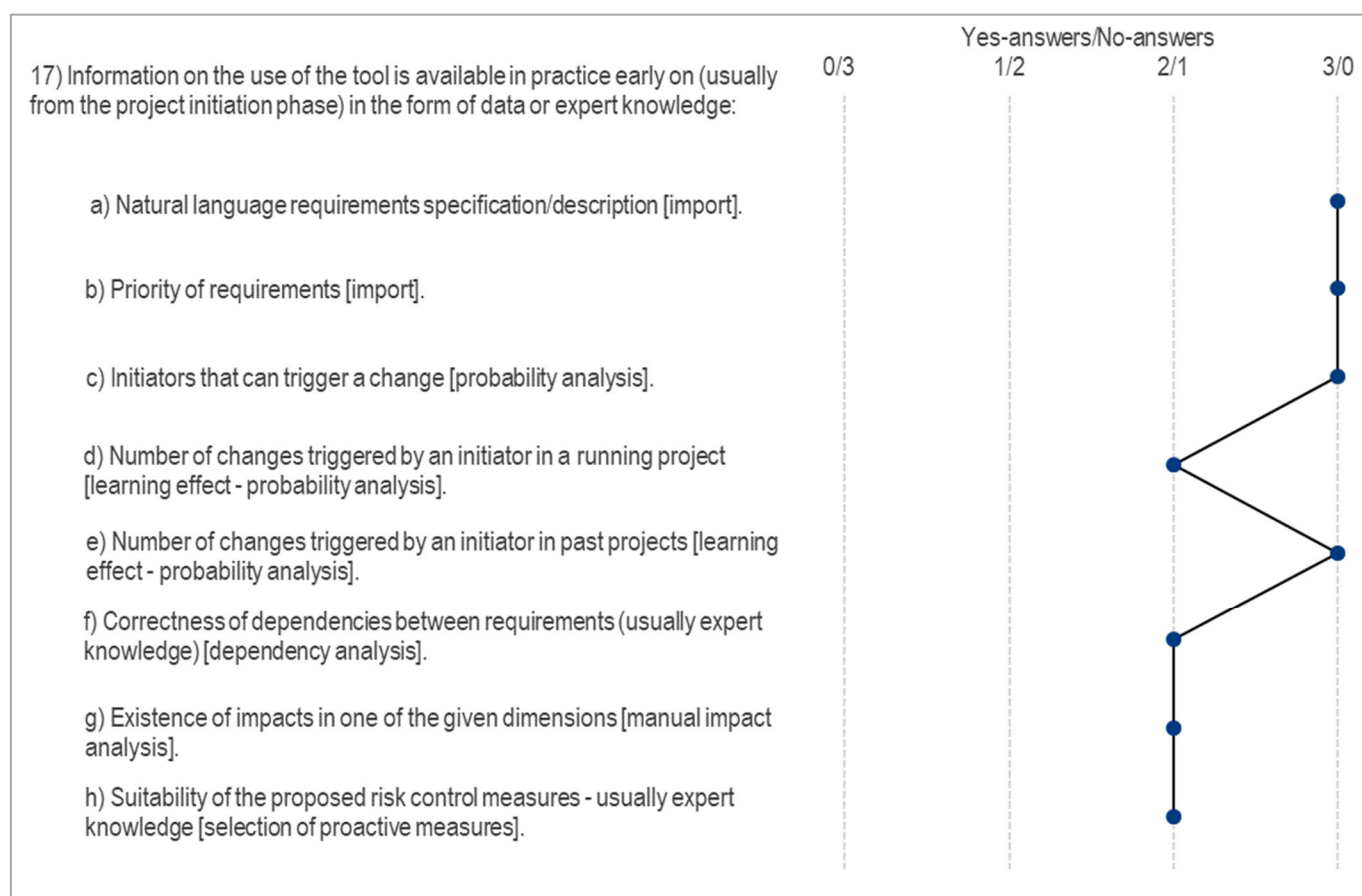 Yes-answers/No-answers
0/3 1/2 2/1 3/0
17) Information on the use of the tool is available in practice early on (usually
from the project initiation phase) in the form of data or expert knowledge:
a) Natural language requirements specification/description [import].
b) Priority of requirements [import].
c) Initiators that can trigger a change [probability analysis].
d) Number of changes triggered by an initiator in a running project
[learning effect - probability analysis].
e) Number of changes triggered by an initiator in past projects [learning
effect - probability analysis].
f) Correctness of dependencies between requirements (usually expert
knowledge) [dependency analysis].
g) Existence of impacts in one of the given dimensions [manual impact
analysis].
h) Suitability of the proposed risk control measures - usually expert
knowledge [selection of proactive measures].